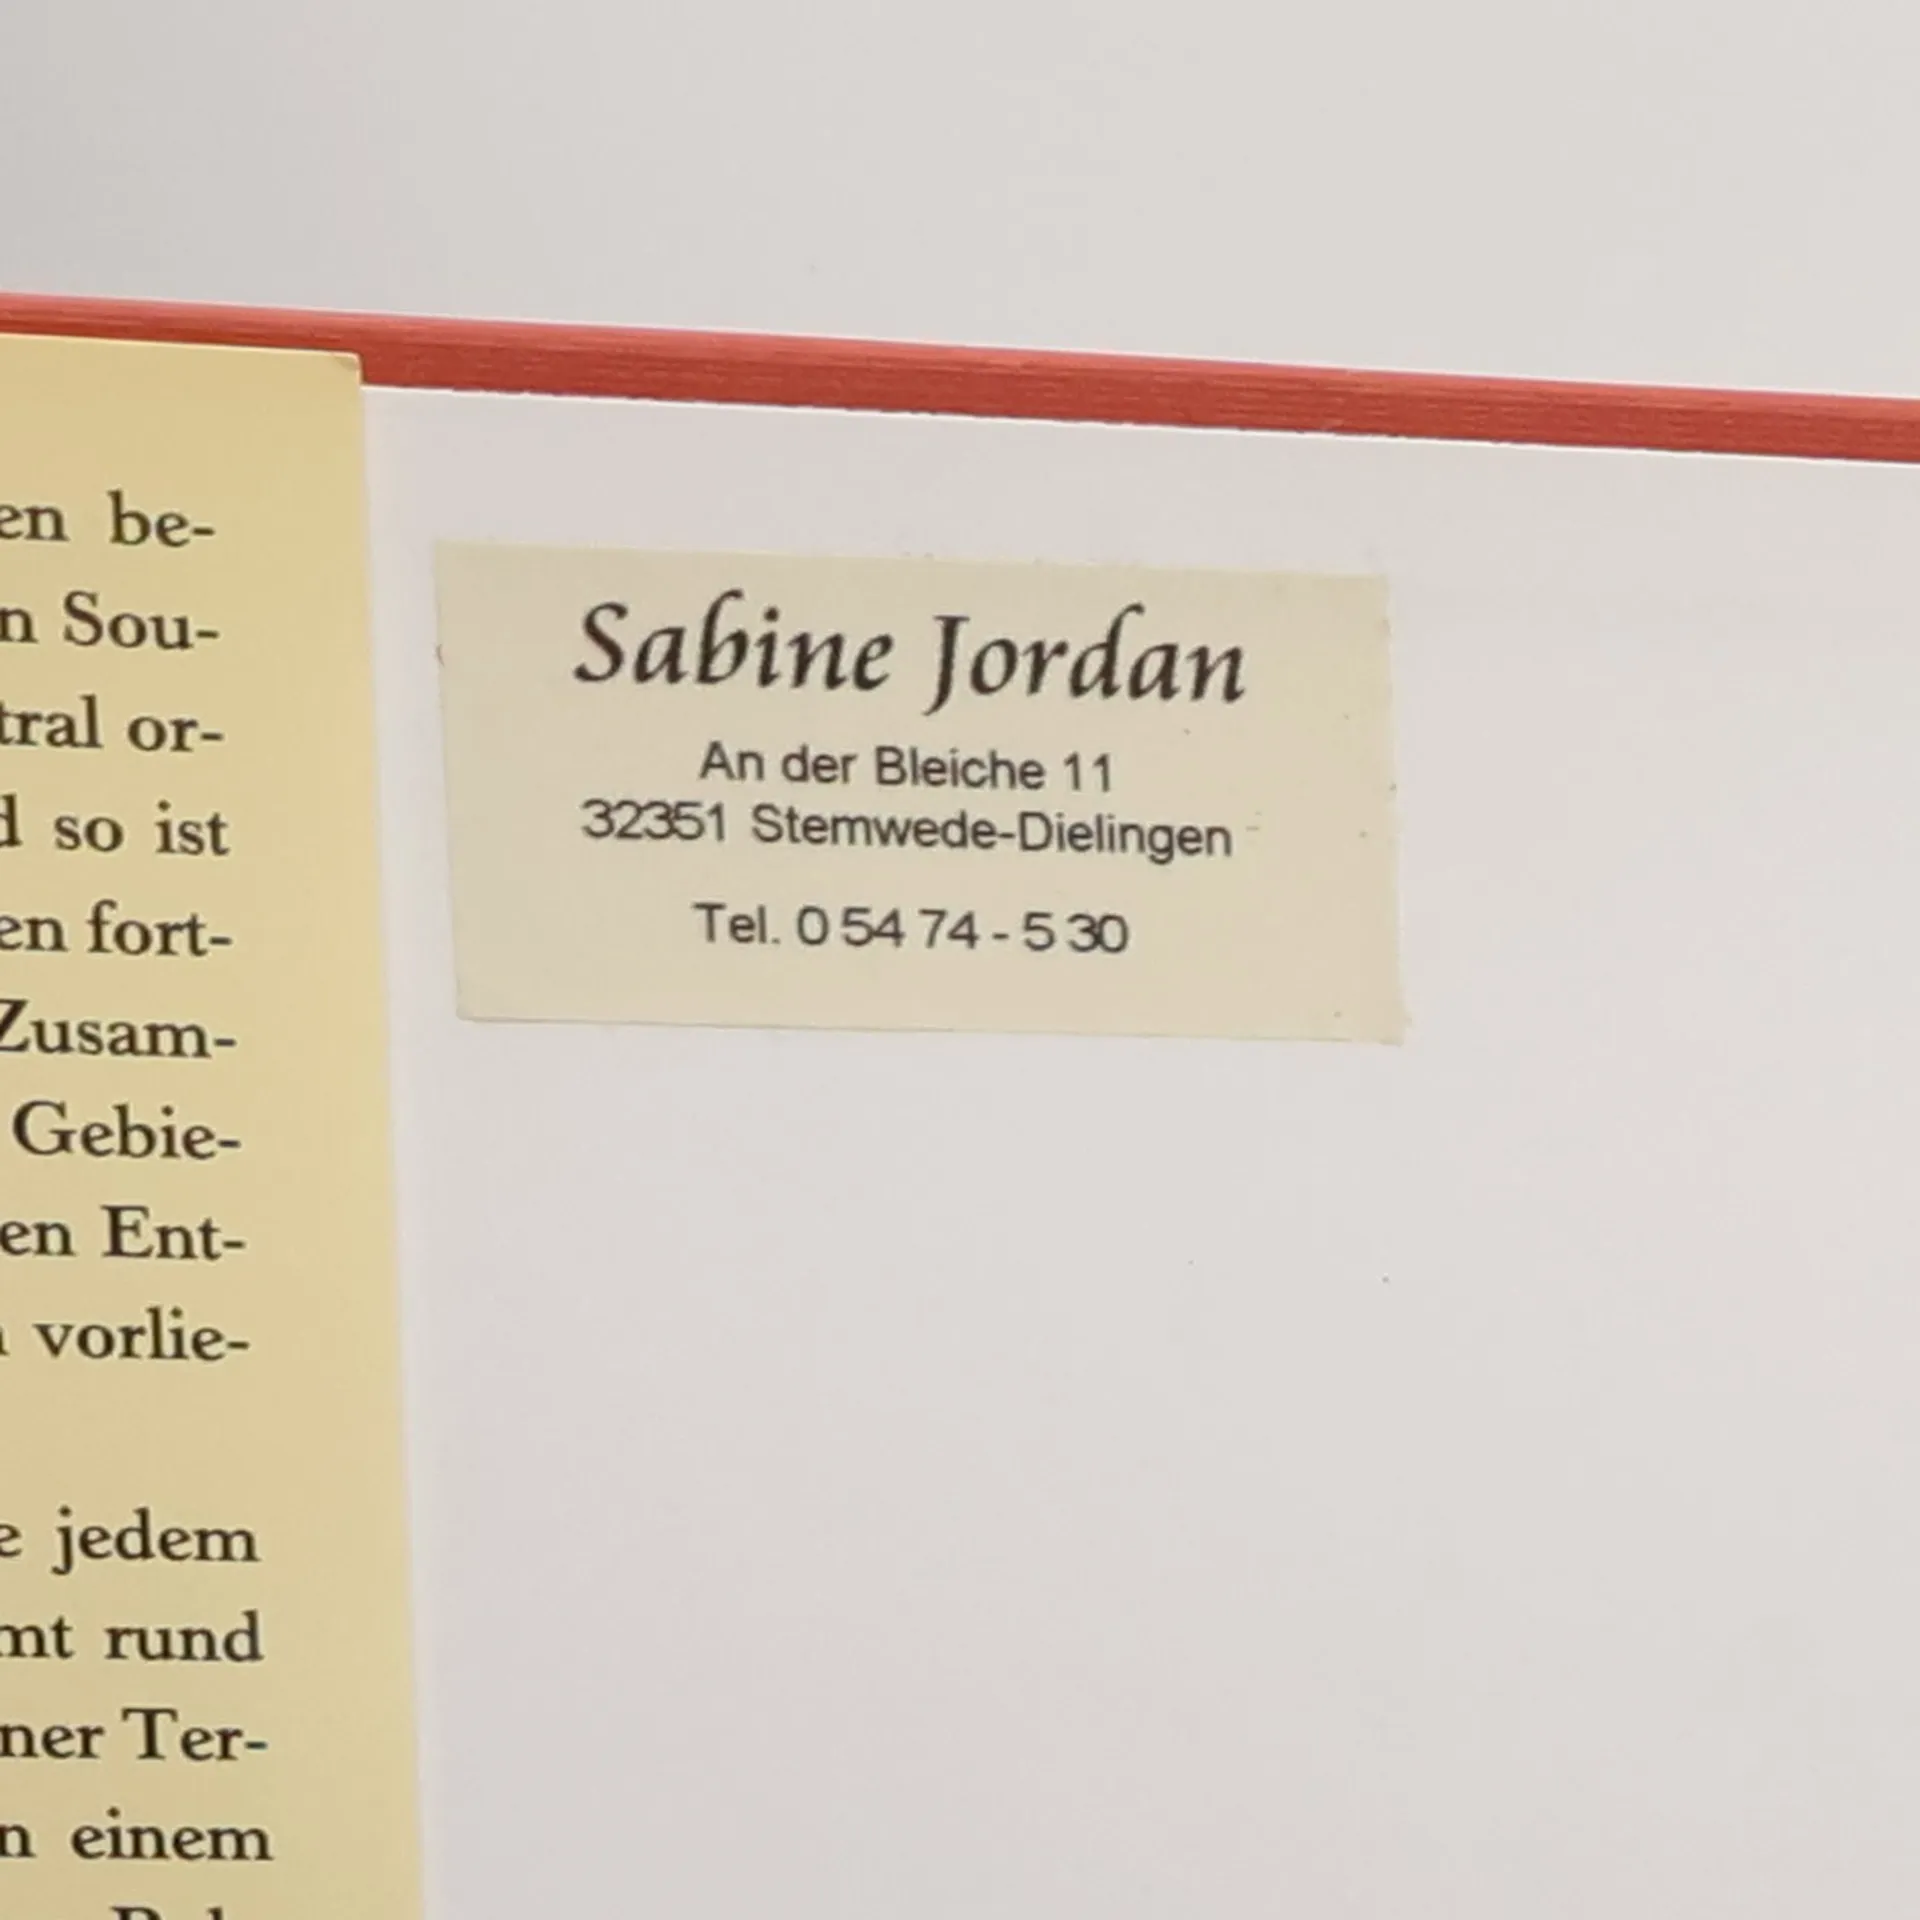 en be-
n Sou-
tral or-
d so ist
en fort-
Zusam-
Gebie-
en Ent-
vorlie-
e jedem
mt rund
ner Ter-
n einem
Sabine Jordan
An der Bleiche 11
32351 Stemwede-Dielingen
Tel. 0 54 74 - 5 30